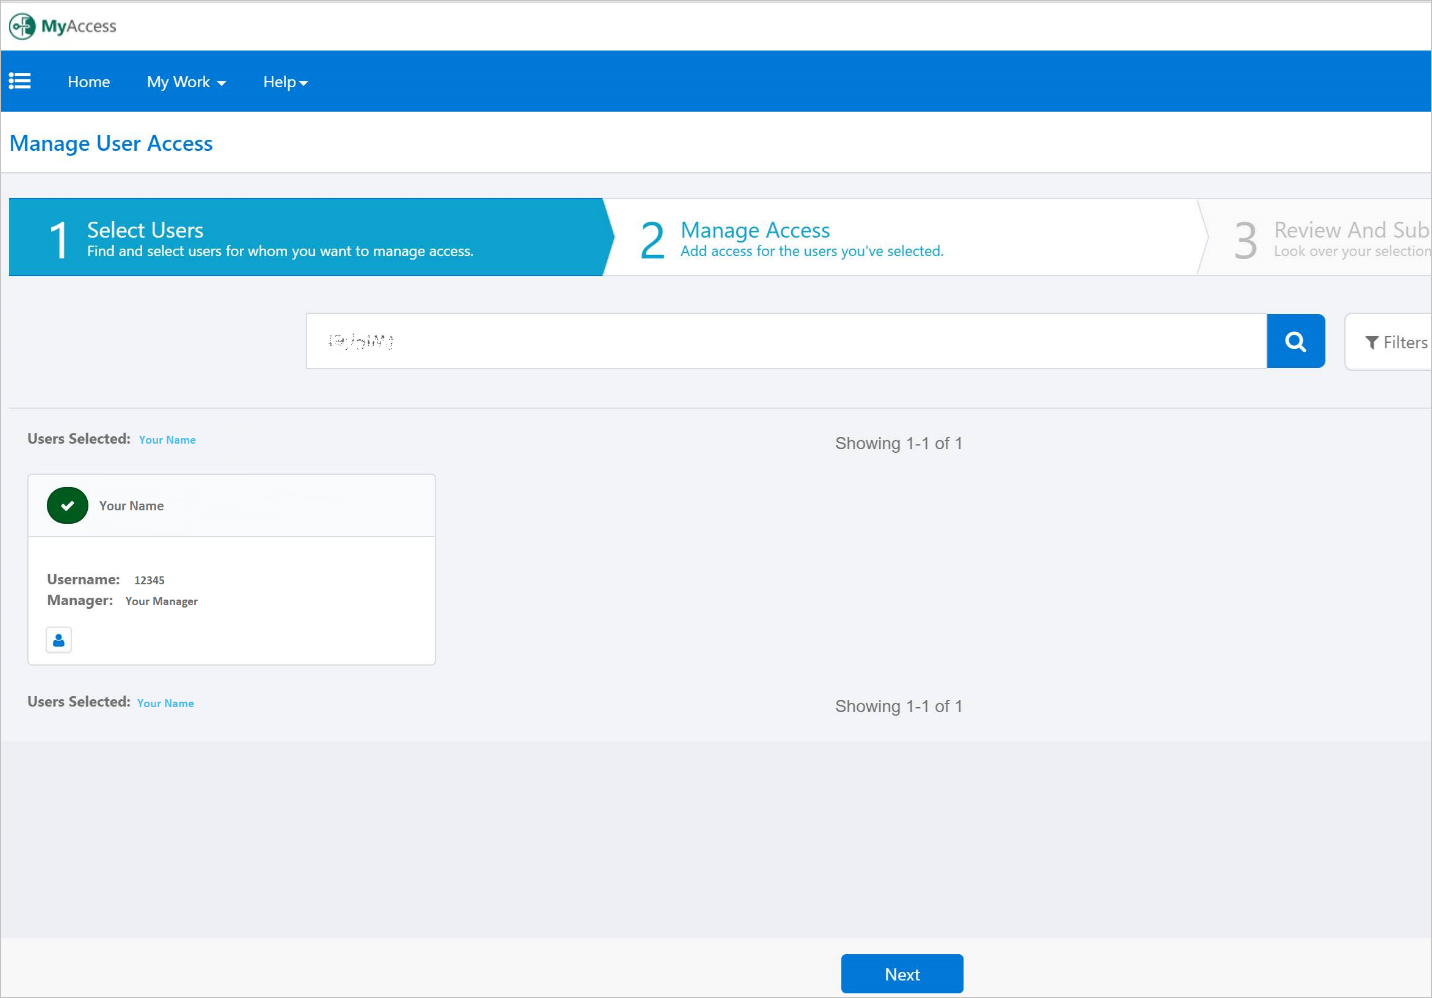 MyAccess
Home My Work Help
Manage User Access
1 Select Users
Find and select users for whom you want to manage access.
2 Manage Access
Add access for the users you've selected.
3 Review And Sub
Look over your selection
Filters
Users Selected: Your Name
Showing 1-1 of 1
Your Name
Username: 12345
Manager: Your Manager
Users Selected: Your Name
Showing 1-1 of 1
Next